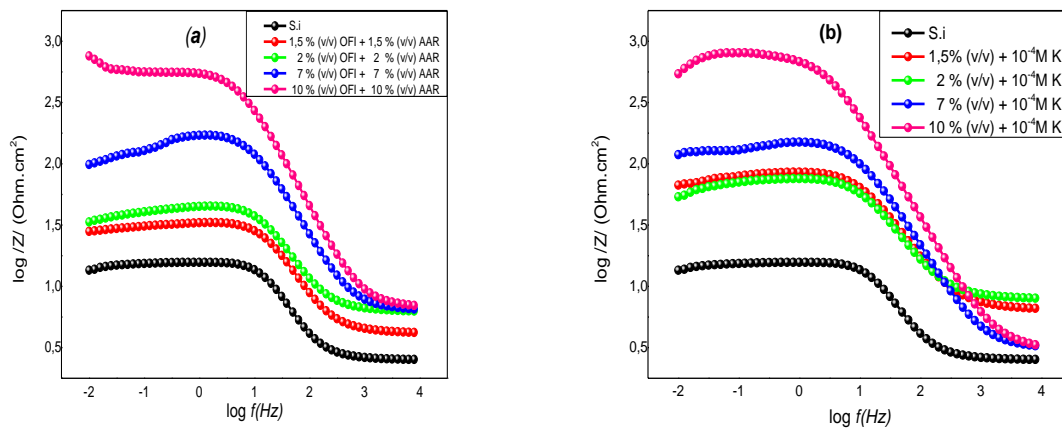 (a)
S.i
1,5 % (v/v) OFI + 1,5 % (v/v) AAR
2 % (v/v) OFI + 2 % (v/v) AAR
7 % (v/v) OFI + 7 % (v/v) AAR
10 % (v/v) OFI + 10 % (v/v) AAR
log /Z/ (Ohm.cm²)
3,0
2,5
2,0
1,5
1,0
0,5
-2 -1 0 1 2 3 4
log f(Hz)
(b)
S.i
1,5% (v/v) + 10⁻⁴M K
2 % (v/v) + 10⁻⁴M K
7 % (v/v) + 10⁻⁴M K
10 % (v/v) + 10⁻⁴M K
log /Z/ (Ohm.cm²)
3,0
2,5
2,0
1,5
1,0
0,5
-2 -1 0 1 2 3 4
log f(Hz)